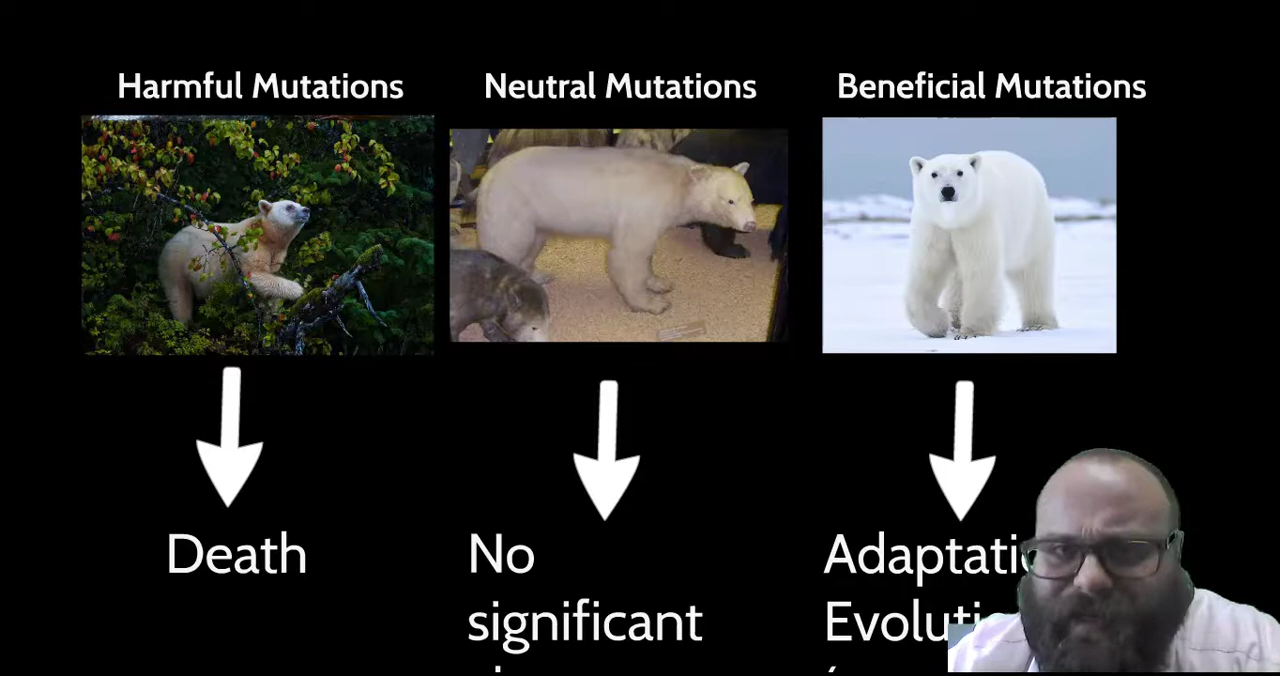 Harmful Mutations
Neutral Mutations
Beneficial Mutations
Death
No
significant